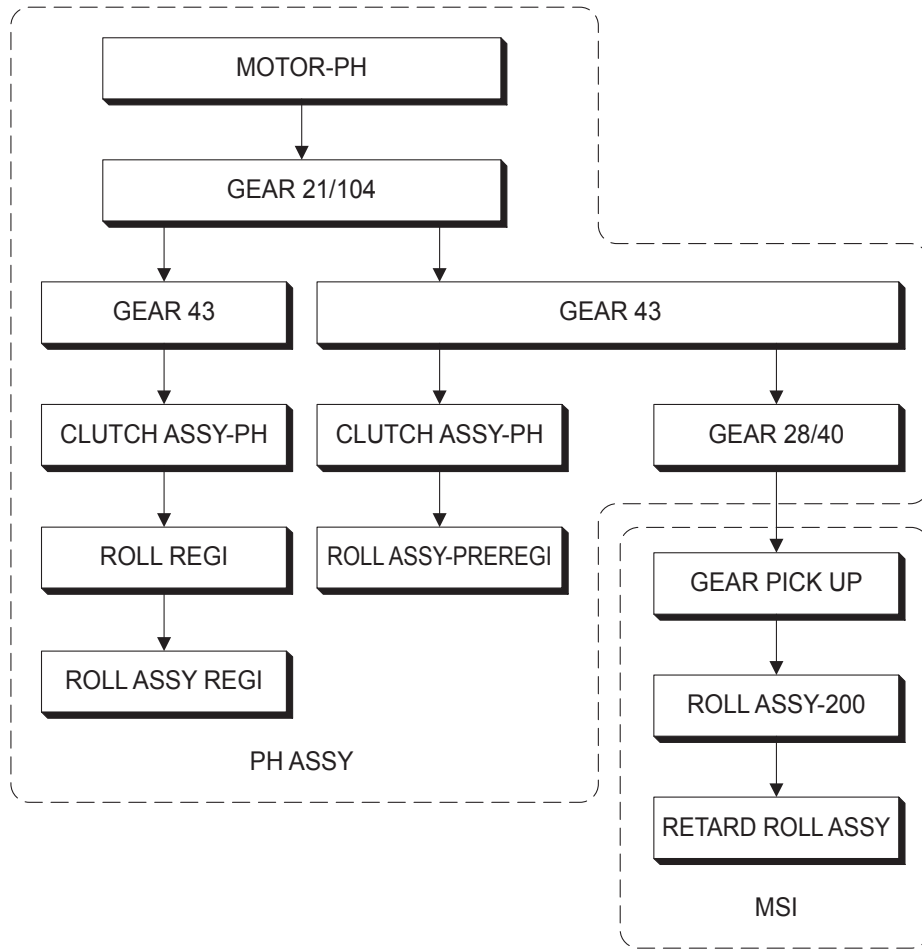 MOTOR-PH
GEAR 21/104
GEAR 43
GEAR 43
CLUTCH ASSY-PH
CLUTCH ASSY-PH
GEAR 28/40
ROLL REGI
ROLL ASSY-PREREGI
GEAR PICK UP
ROLL ASSY REGI
ROLL ASSY-200
PH ASSY
RETARD ROLL ASSY
MSI